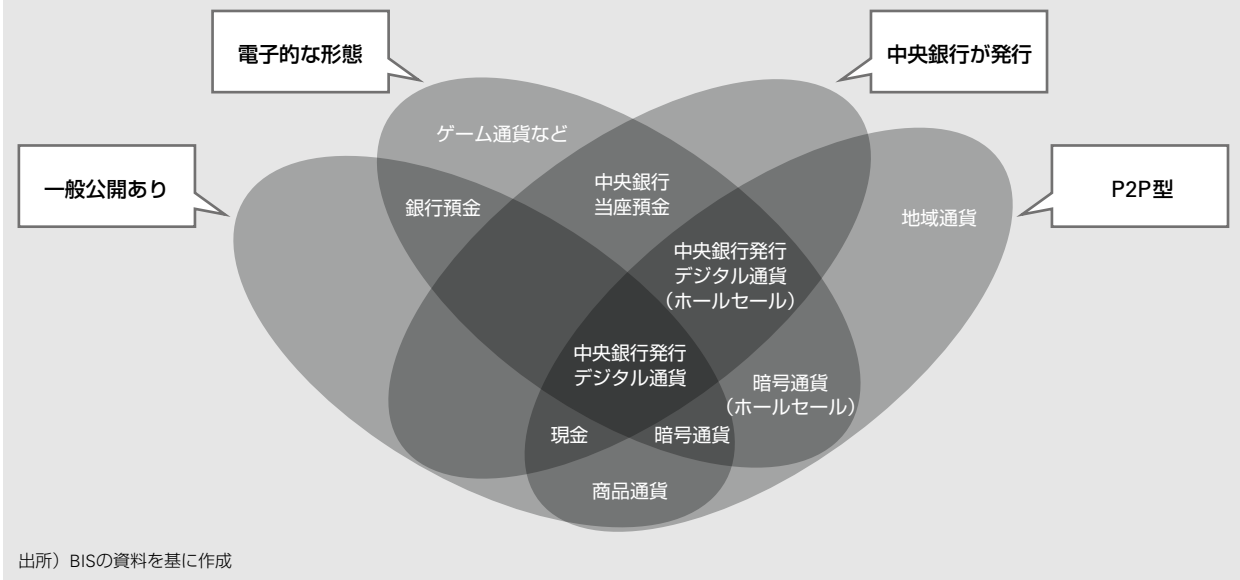 電子的な形態
中央銀行が発行
一般公開あり
P2P型
ゲーム通貨など
銀行預金
中央銀行
当座預金
地域通貨
中央銀行発行
デジタル通貨
（ホールセール）
中央銀行発行
デジタル通貨
暗号通貨
（ホールセール）
現金
暗号通貨
商品通貨
出所）BISの資料を基に作成